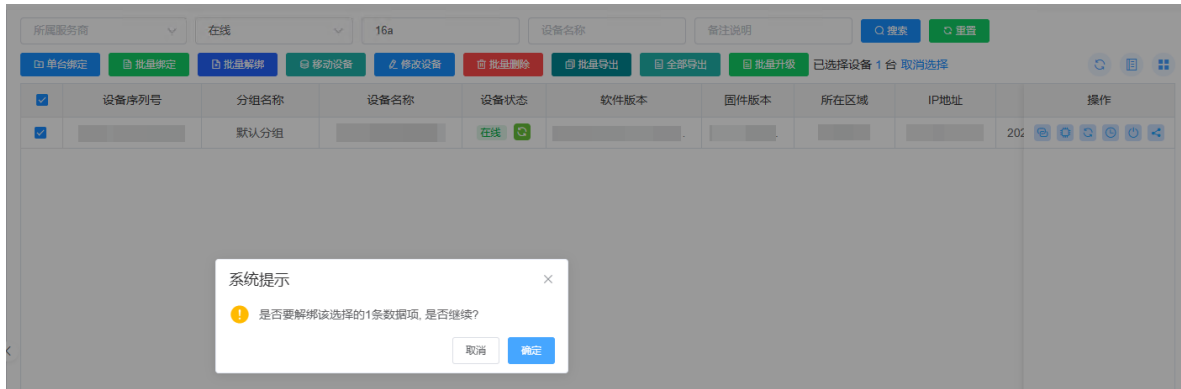 所属服务商 在线 16a 设备名称 备注说明 搜索 重置
单台绑定 批量绑定 批量解绑 移动设备 修改设备 批量删除 批量导出 全部导出 批量升级 已选择设备 1 台 取消选择
设备序列号 分组名称 设备名称 设备状态 软件版本 固件版本 所在区域 IP地址 操作
默认分组 在线 202
系统提示
是否要解绑该选择的1条数据项, 是否继续?
取消 确定